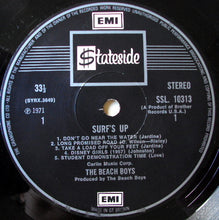 EMI
Stateside
33⅓
STEREO
(STRX.3649)
SSL. 10313
℗ 1971
(A Product of Brother
Records U.S.A.)
1
1
SURF'S UP
1. DON'T GO NEAR THE WATER (Jardine)
2. LONG PROMISED ROAD (C. Wilson—Rieley)
3. TAKE A LOAD OFF YOUR FEET (Jardine)
4. DISNEY GIRLS (1957) (Johnston)
5. STUDENT DEMONSTRATION TIME (Love)
Carlin Music Corp.
THE BEACH BOYS
Produced by The Beach Boys
EMI
MADE IN GT BRITAIN